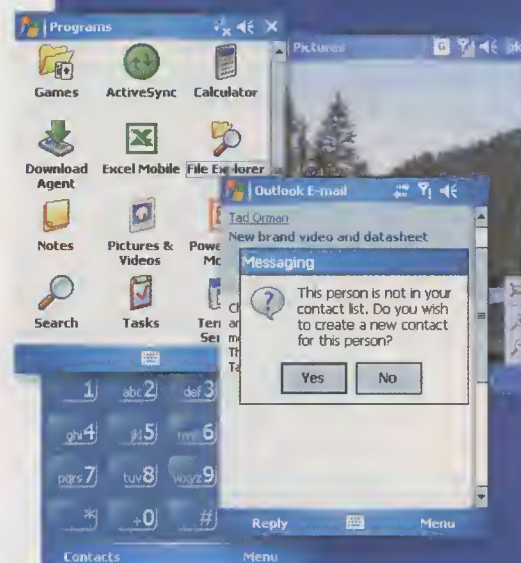 Programs
Games
ActiveSync
Calculator
Download
Agent
Excel Mobile
File Explorer
Notes
Pictures &
Videos
Search
Tasks
Pictures
G
Outlook E-mail
Tad Orman
New brand video and datasheet
Messaging
?
This person is not in your
contact list. Do you wish
to create a new contact
for this person?
Yes
No
Reply
Menu
1
abc 2
def 3
ghi 4
jkl 5
6
pqrs 7
tuv 8
wxyz 9
*
+0
#
Contacts
Menu